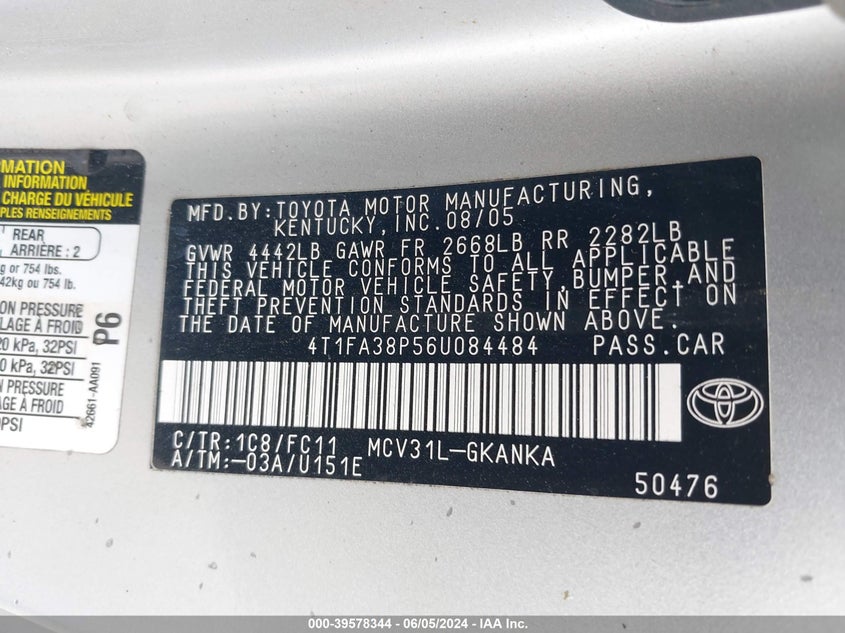 RMATION
INFORMATION
CHARGE DU VÉHICULE
PLES RENSEIGNEMENTS
REAR
ARRIÈRE : 2
g or 754 lbs.
42kg ou 754 lb.
ON PRESSURE
LAGE À FROID
20 kPa, 32PSI
0 kPa, 32PSI
N PRESSURE
AGE À FROID
0PSI
P6
42661-AA091
MFD.BY:TOYOTA MOTOR MANUFACTURING,
KENTUCKY,INC.08/05
GVWR 4442LB GAWR FR 2668LB RR 2282LB
THIS VEHICLE CONFORMS TO ALL APPLICABLE
FEDERAL MOTOR VEHICLE SAFETY,BUMPER,AND
THEFT PREVENTION STANDARDS IN EFFECT ON
THE DATE OF MANUFACTURE SHOWN ABOVE.
4T1FA38P56U084484 PASS.CAR
C/TR:1C8/FC11 MCV31L-GKANKA
A/TM:-03A/U151E
50476
000-39578344 - 06/05/2024 - IAA Inc.